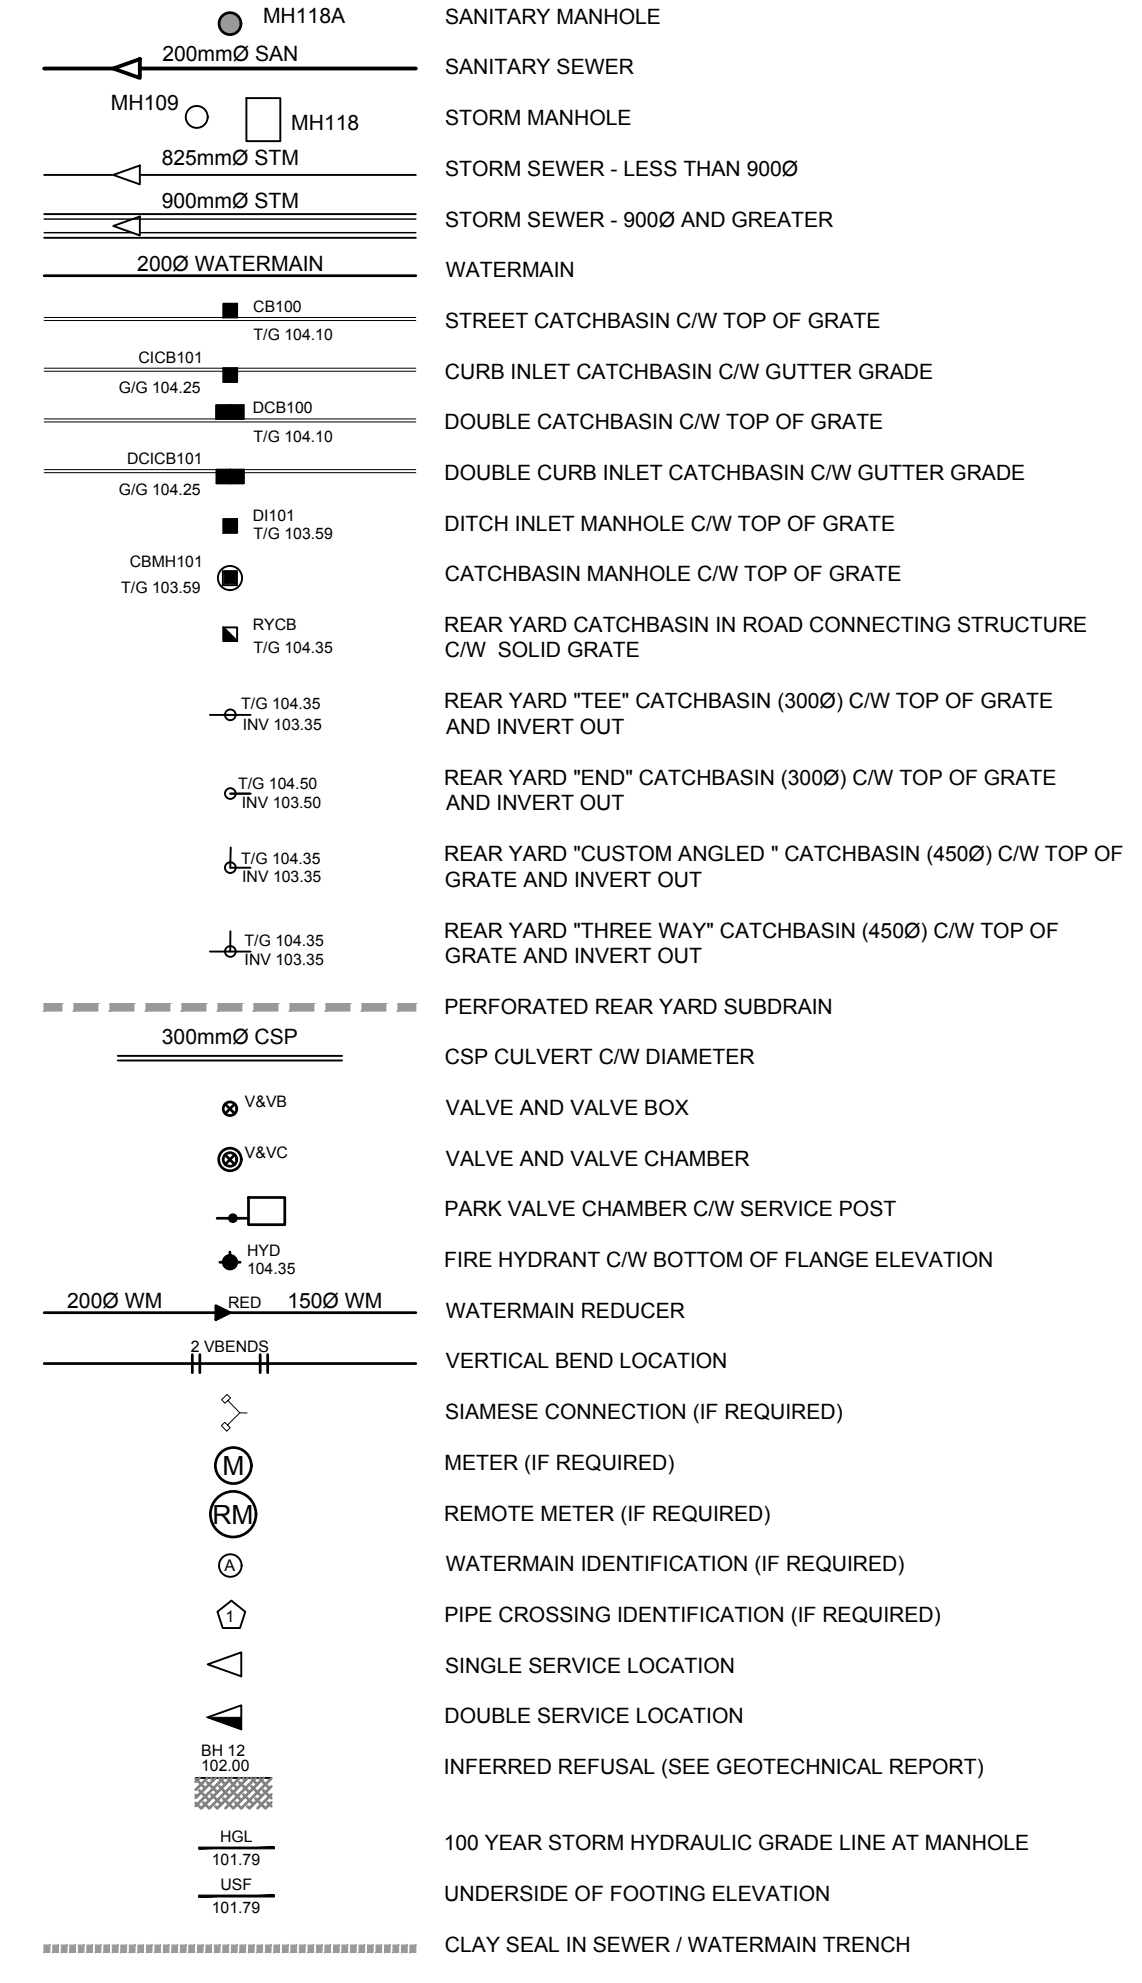 MH118A SANITARY MANHOLE
200mmØ SAN SANITARY SEWER
MH109 MH118 STORM MANHOLE
825mmØ STM STORM SEWER - LESS THAN 900Ø
900mmØ STM STORM SEWER - 900Ø AND GREATER
200Ø WATERMAIN WATERMAIN
CB100
T/G 104.10
STREET CATCHBASIN C/W TOP OF GRATE
CICB101
G/G 104.25
CURB INLET CATCHBASIN C/W GUTTER GRADE
DCB100
T/G 104.10
DOUBLE CATCHBASIN C/W TOP OF GRATE
DCICB101
G/G 104.25
DOUBLE CURB INLET CATCHBASIN C/W GUTTER GRADE
DI101
T/G 103.59
DITCH INLET MANHOLE C/W TOP OF GRATE
CBMH101
T/G 103.59
CATCHBASIN MANHOLE C/W TOP OF GRATE
RYCB
T/G 104.35
REAR YARD CATCHBASIN IN ROAD CONNECTING STRUCTURE
C/W SOLID GRATE
T/G 104.35
INV 103.35
REAR YARD "TEE" CATCHBASIN (300Ø) C/W TOP OF GRATE
AND INVERT OUT
T/G 104.50
INV 103.50
REAR YARD "END" CATCHBASIN (300Ø) C/W TOP OF GRATE
AND INVERT OUT
T/G 104.35
INV 103.35
REAR YARD "CUSTOM ANGLED " CATCHBASIN (450Ø) C/W TOP OF
GRATE AND INVERT OUT
T/G 104.35
INV 103.35
REAR YARD "THREE WAY" CATCHBASIN (450Ø) C/W TOP OF
GRATE AND INVERT OUT
PERFORATED REAR YARD SUBDRAIN
300mmØ CSP
CSP CULVERT C/W DIAMETER
V&VB VALVE AND VALVE BOX
V&VC VALVE AND VALVE CHAMBER
PARK VALVE CHAMBER C/W SERVICE POST
HYD
104.35
FIRE HYDRANT C/W BOTTOM OF FLANGE ELEVATION
200Ø WM RED 150Ø WM WATERMAIN REDUCER
2 VBENDS
VERTICAL BEND LOCATION
SIAMESE CONNECTION (IF REQUIRED)
M METER (IF REQUIRED)
RM REMOTE METER (IF REQUIRED)
A WATERMAIN IDENTIFICATION (IF REQUIRED)
1 PIPE CROSSING IDENTIFICATION (IF REQUIRED)
SINGLE SERVICE LOCATION
DOUBLE SERVICE LOCATION
BH 12
102.00
INFERRED REFUSAL (SEE GEOTECHNICAL REPORT)
HGL
101.79
100 YEAR STORM HYDRAULIC GRADE LINE AT MANHOLE
USF
101.79
UNDERSIDE OF FOOTING ELEVATION
CLAY SEAL IN SEWER / WATERMAIN TRENCH